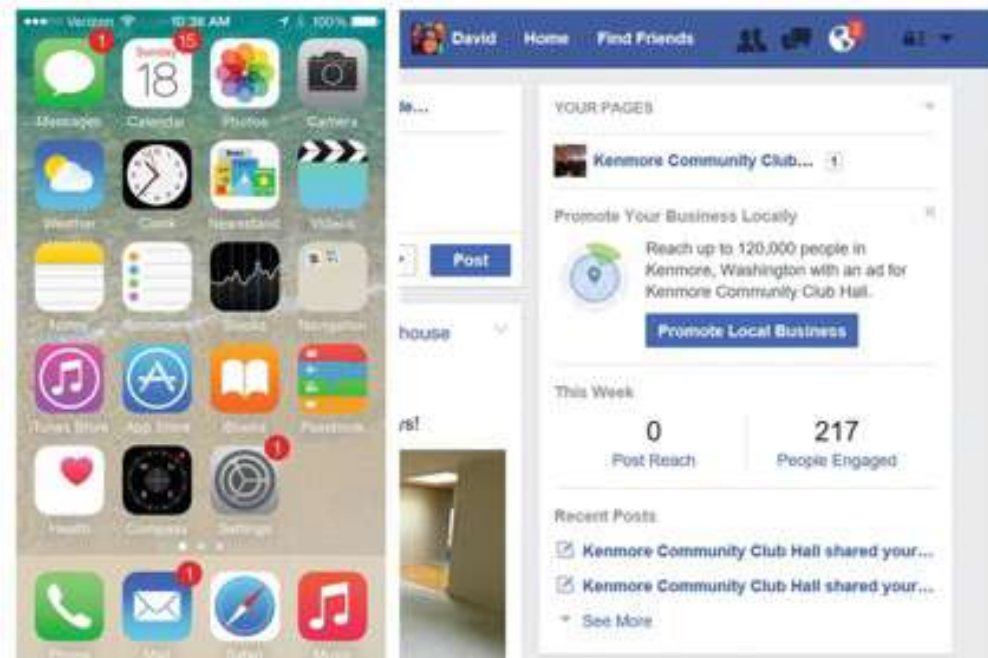 Verizon 10:38 AM 100%
1 Sunday 15
18
Messages Calendar Photos Camera
Weather Clock Newsstand Videos
Notes Reminders Stocks Navigation
iTunes Store App Store iBooks Passbook
1
Health Compass Settings
1
Phone Mail Safari Music
David Home Find Friends
YOUR PAGES
Kenmore Community Club... 1
Promote Your Business Locally
Reach up to 120,000 people in
Kenmore, Washington with an ad for
Kenmore Community Club Hall.
Post
Promote Local Business
house
This Week
0 217
Post Reach People Engaged
Recent Posts
Kenmore Community Club Hall shared your...
Kenmore Community Club Hall shared your...
See More